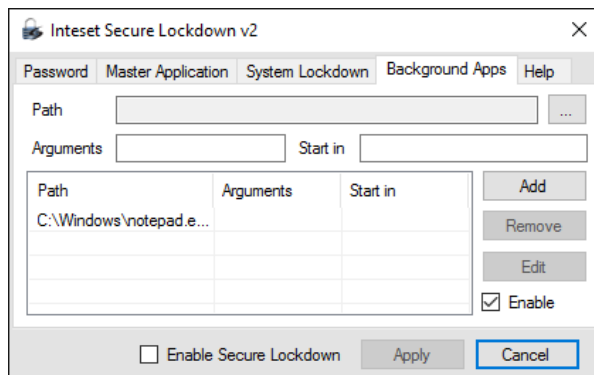 Inteset Secure Lockdown v2
Password Master Application System Lockdown Background Apps Help
Path ...
Arguments Start in
Path Arguments Start in Add
C:\Windows\notepad.e... Remove
Edit
Enable
Enable Secure Lockdown Apply Cancel